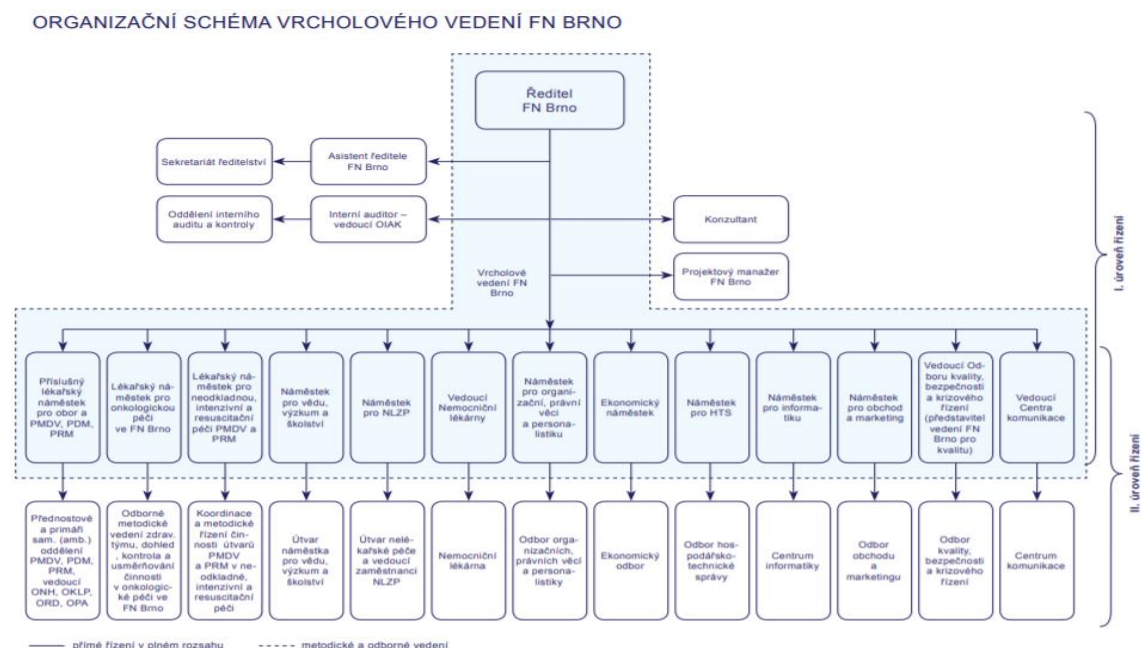 ORGANIZAČNÍ SCHÉMA VRCHOLOVÉHO VEDENÍ FN BRNO
Ředitel
FN Brno
Sekretariát ředitelství
Asistent ředitele
FN Brno
Oddělení interního
auditu a kontroly
Interní auditor –
vedoucí OIAK
Konzultant
Projektový manažer
FN Brno
Vrcholové
vedení FN
Brno
I. úroveň řízení
Příslušný
lékařský
náměstek
pro obor a
PMDV, PDM,
PRM
Lékařský ná-
městek pro
onkologickou
péči
ve FN Brno
Lékařský ná-
městek pro
neodkladnou,
intenzivní a
resuscitační
péči PMDV a
PRM
Náměstek
pro vědu,
výzkum a
školství
Náměstek
pro NLZP
Vedoucí
Nemocniční
lékárny
Náměstek
pro organi-
zační, právní
věci
a persona-
listiku
Ekonomický
náměstek
Náměstek
pro HTS
Náměstek
pro informa-
tiku
Náměstek
pro obchod
a marketing
Vedoucí Od-
boru kvality,
bezpečnosti
a krizového
řízení
(představitel
vedení FN
Brno pro
kvalitu)
Vedoucí
Centra
komunikace
II. úroveň řízení
Přednostové
a primáři
sam. (amb.)
oddělení
PMDV, PDM,
PRM,
vedoucí
ONH, OKLP,
ORD, OPA
Odborné
metodické
vedení zdrav.
týmu, dohled
, kontrola a
usměrňování
činnosti
v onkologic-
ké péči ve
FN Brno
Koordinace
a metodické
řízení čin-
nosti útvarů
PMDV
a PRM v ne-
odkladné,
intenzivní a
resuscitační
péči
Útvar
náměstka
pro vědu,
výzkum a
školství
Útvar nelé-
kařské péče
a vedoucí
zaměstnanci
NLZP
Nemocniční
lékárna
Odbor orga-
nizačních,
právních věcí
a persona-
listiky
Ekonomický
odbor
Odbor hos-
podářsko-
technické
správy
Centrum
informatiky
Odbor
obchodu
a
marketingu
Odbor
kvality,
bezpečnosti
a krizového
řízení
Centrum
komunikace
přímé řízení v plném rozsahu
metodické a odborné vedení